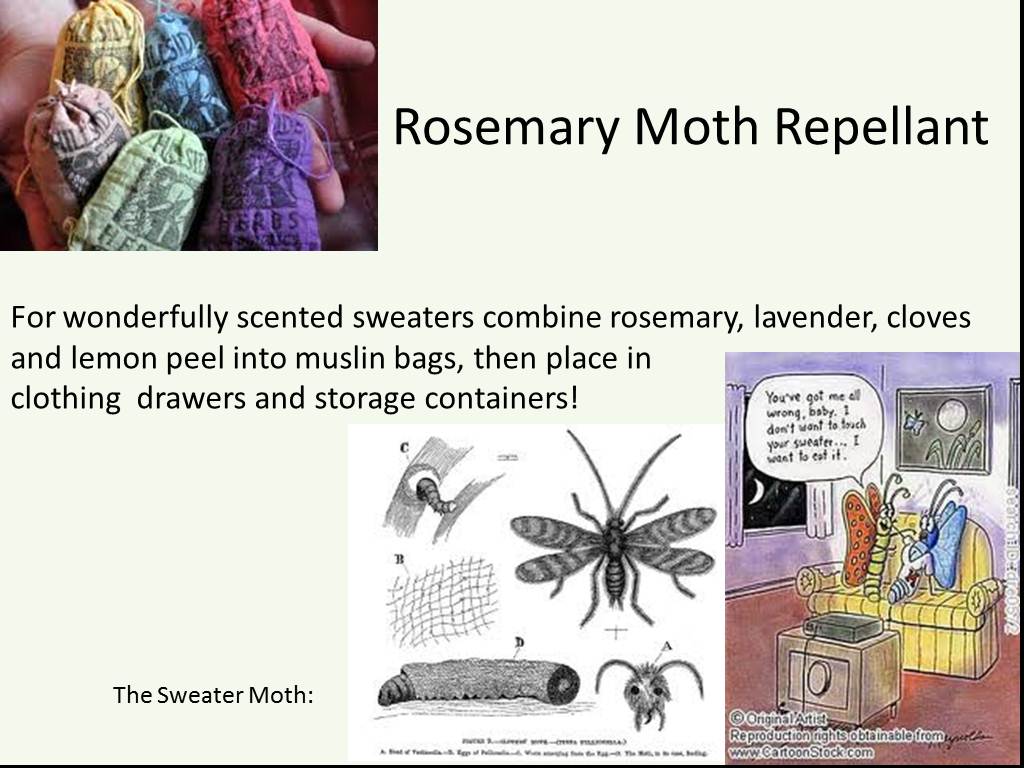 Rosemary Moth Repellant
For wonderfully scented sweaters combine rosemary, lavender, cloves
and lemon peel into muslin bags, then place in
clothing drawers and storage containers!
HERBS
HERBS
You've got me all
wrong, baby. I
don't want to touch
your sweater... I
want to eat it.
C
B
D
A
The Sweater Moth:
© Original Artist
Reproduction rights obtainable from
www.CartoonStock.com